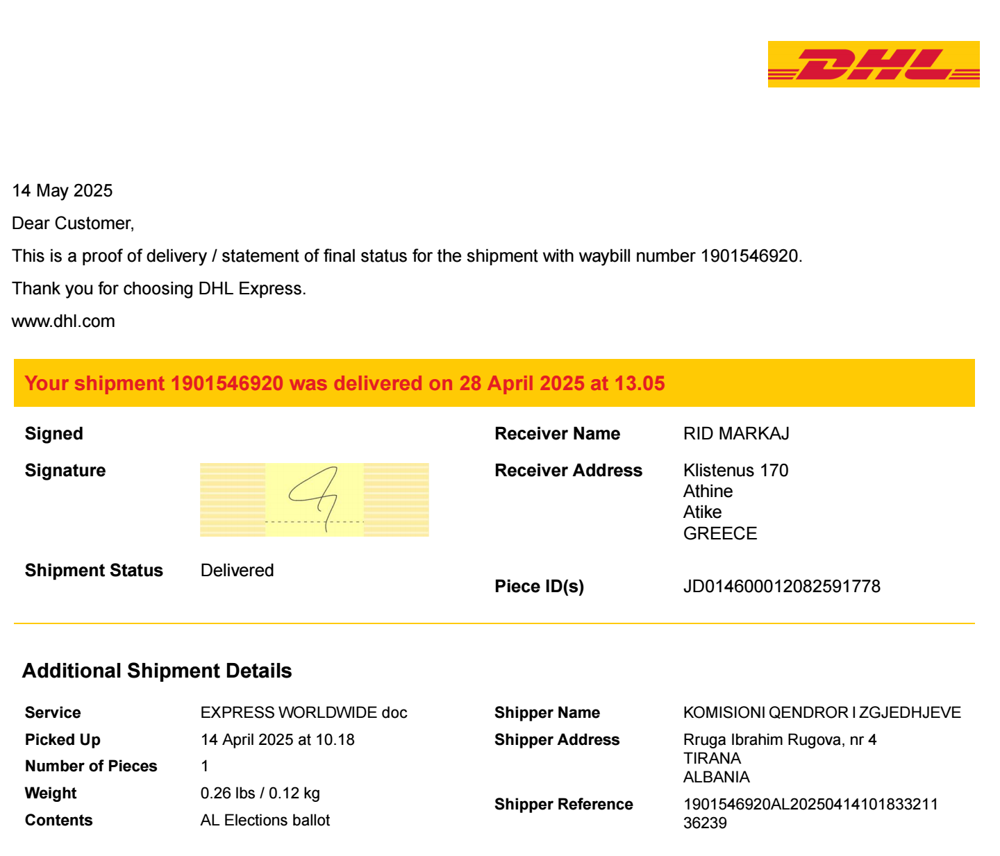 DHL
14 May 2025
Dear Customer,
This is a proof of delivery / statement of final status for the shipment with waybill number 1901546920.
Thank you for choosing DHL Express.
www.dhl.com
Your shipment 1901546920 was delivered on 28 April 2025 at 13.05
Signed
Signature
Shipment Status Delivered
Receiver Name RID MARKAJ
Receiver Address Klistenus 170
Athine
Atike
GREECE
Piece ID(s) JD014600012082591778
Additional Shipment Details
Service EXPRESS WORLDWIDE doc
Picked Up 14 April 2025 at 10.18
Number of Pieces 1
Weight 0.26 lbs / 0.12 kg
Contents AL Elections ballot
Shipper Name KOMISIONI QENDROR I ZGJEDHJEVE
Shipper Address Rruga Ibrahim Rugova, nr 4
TIRANA
ALBANIA
Shipper Reference 1901546920AL20250414101833211
36239